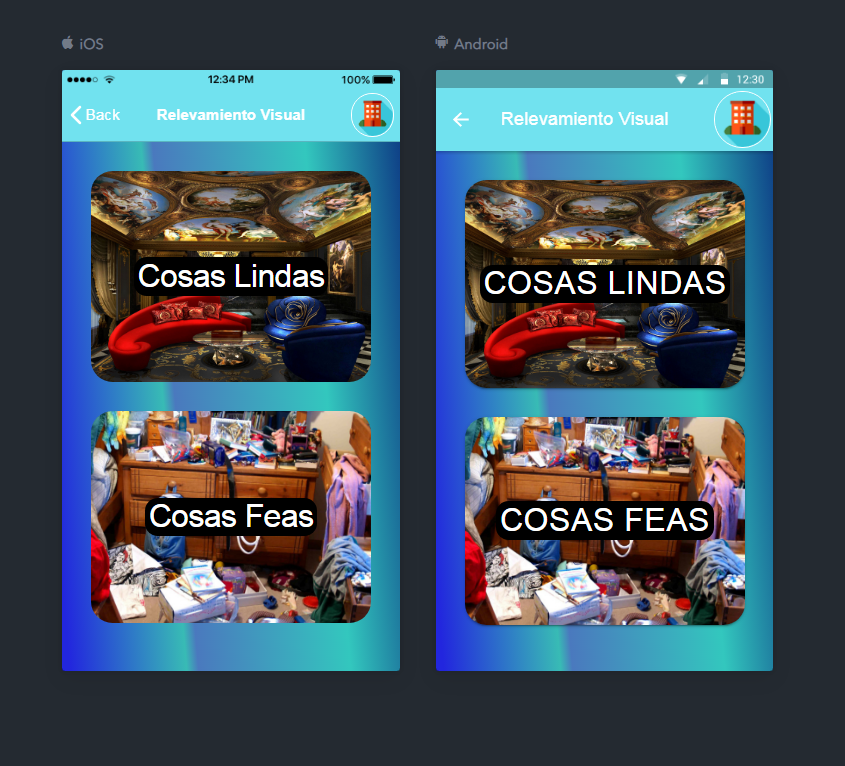 iOS
Android
12:34 PM
100%
12:30
Back
Relevamiento Visual
Relevamiento Visual
Cosas Lindas
COSAS LINDAS
Cosas Feas
COSAS FEAS